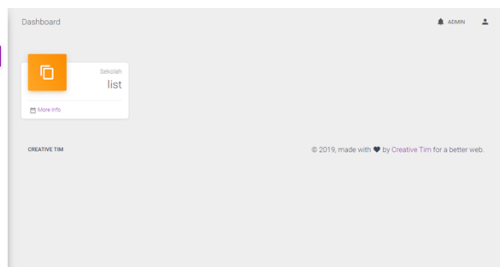 Dashboard
ADMIN
Sekolah
list
More Info
CREATIVE TIM
© 2019, made with ♥ by Creative Tim for a better web.